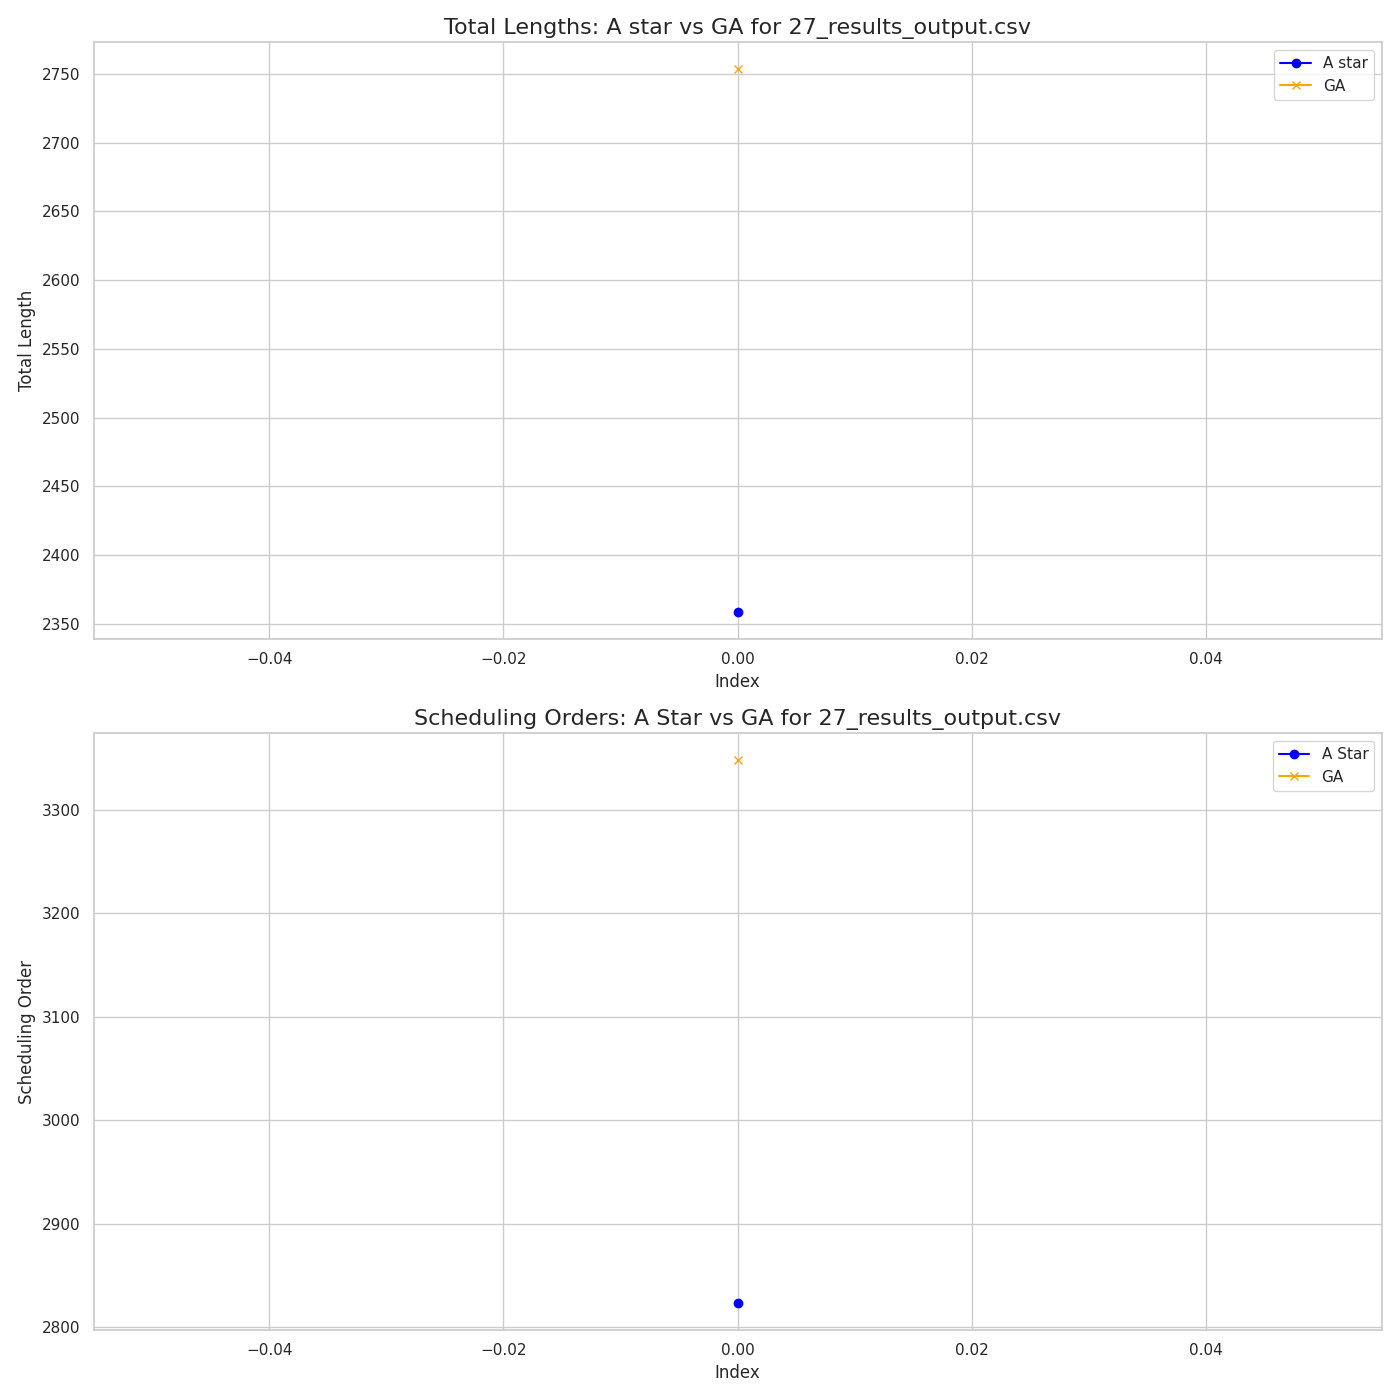 Total Lengths: A star vs GA for 27_results_output.csv
A star
GA
Total Length
2750
2700
2650
2600
2550
2500
2450
2400
2350
−0.04
−0.02
0.00
0.02
0.04
Index
Scheduling Orders: A Star vs GA for 27_results_output.csv
A Star
GA
Scheduling Order
3300
3200
3100
3000
2900
2800
−0.04
−0.02
0.00
0.02
0.04
Index